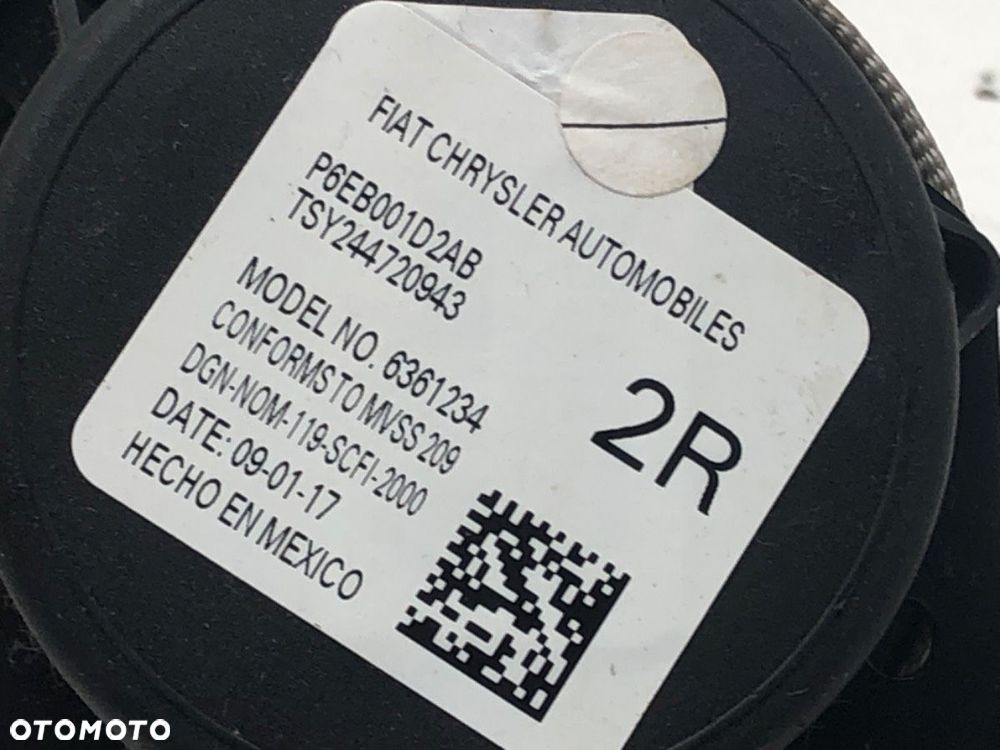 FIAT CHRYSLER AUTOMOBILES
P6EB001D2AB
TSY244720943
MODEL NO. 6361234
CONFORMS TO MVSS 209
DGN-NOM-119-SCFI-2000
DATE: 09-01-17
HECHO EN MEXICO
2R
OTOMOTO